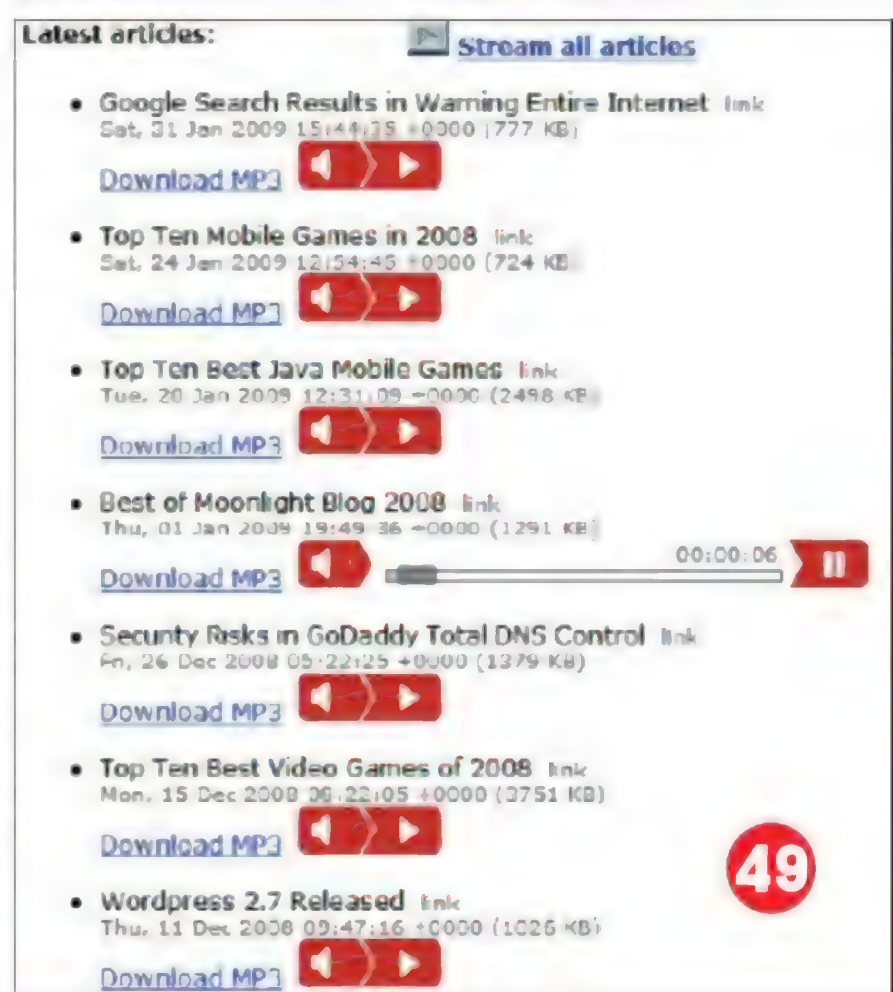 Latest articles:
Stream all articles
• Google Search Results in Warning Entire Internet link
Sat, 31 Jan 2009 15:44:35 +0000 (777 KB)
Download MP3
• Top Ten Mobile Games in 2008 link
Sat, 24 Jan 2009 12:54:45 +0000 (724 KB)
Download MP3
• Top Ten Best Java Mobile Games link
Tue, 20 Jan 2009 12:31:09 +0000 (2498 KB)
Download MP3
• Best of Moonlight Blog 2008 link
Thu, 01 Jan 2009 19:49:36 +0000 (1291 KB)
00:00:06
Download MP3
• Security Risks in GoDaddy Total DNS Control link
Fri, 26 Dec 2008 05:22:25 +0000 (1379 KB)
Download MP3
• Top Ten Best Video Games of 2008 link
Mon, 15 Dec 2008 :22:05 +0000 (3751 KB)
Download MP3
49
• Wordpress 2.7 Released link
Thu, 11 Dec 2008 09:47:16 +0000 (1026 KB)
Download MP3